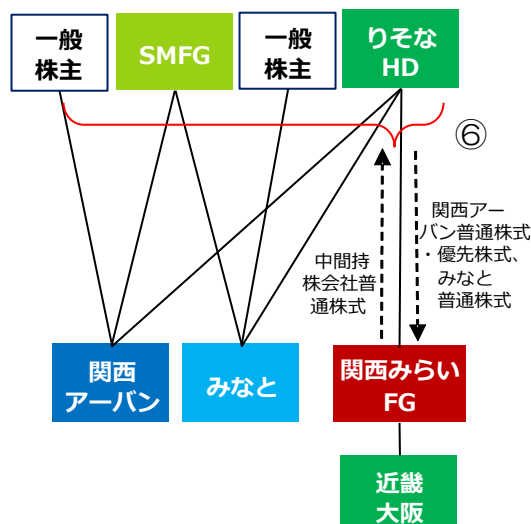 一般
株主
SMFG
一般
株主
りそな
HD
⑥
関西アー
バン普通株式
・優先株式、
みなと
普通株式
中間持
株会社普
通株式
関西
アーバン
みなと
関西みらい
FG
近畿
大阪